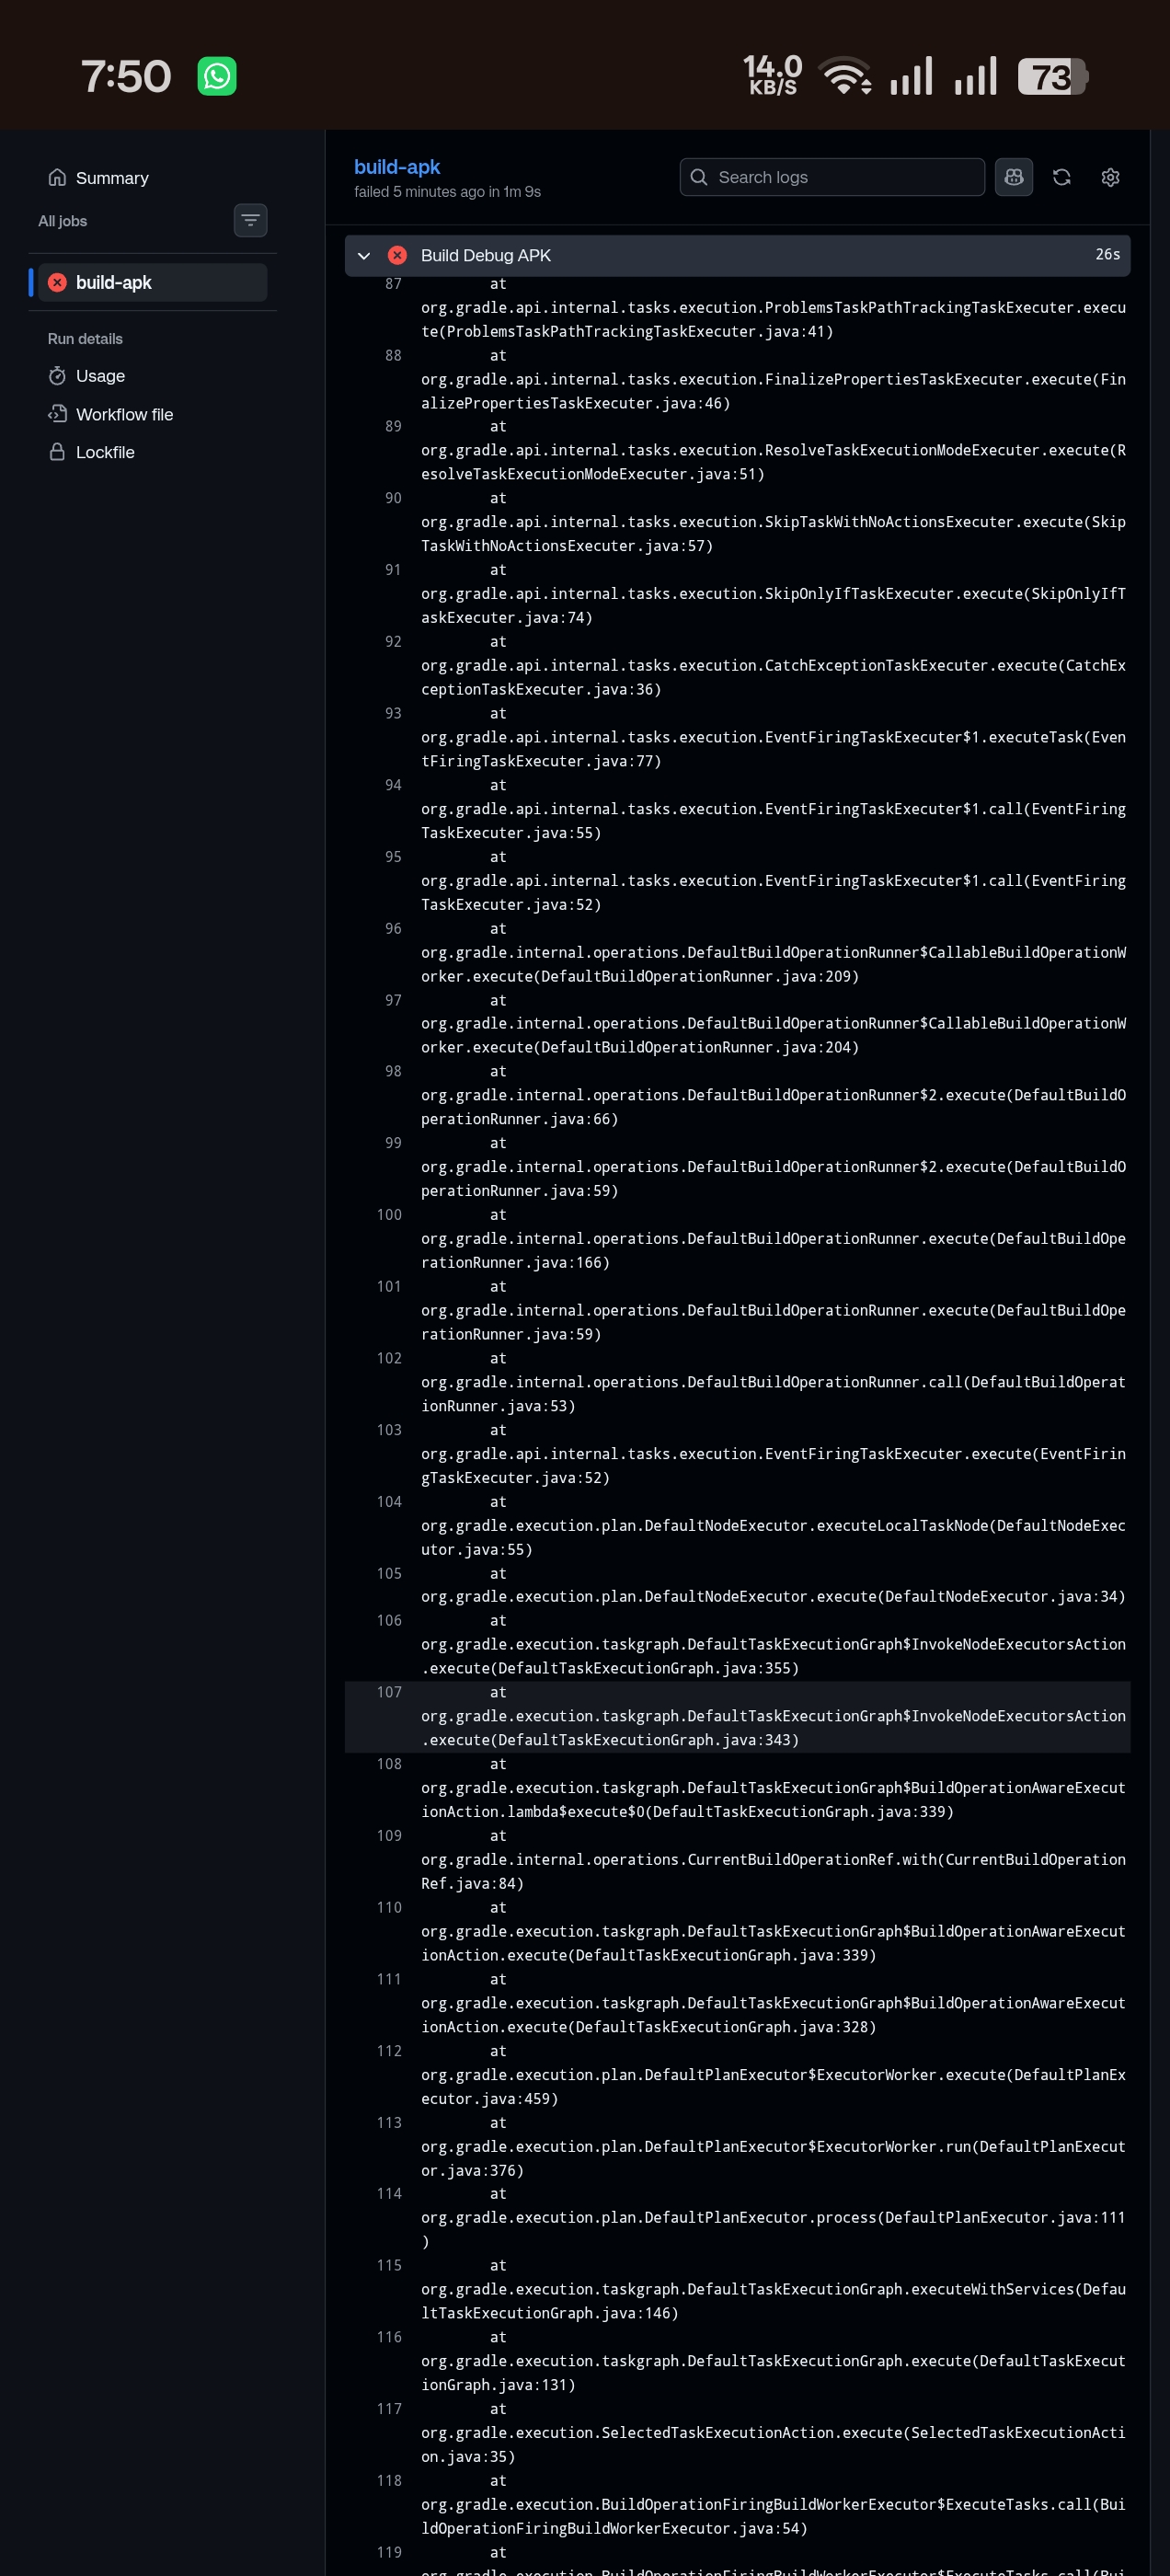 7:50
14.0
KB/S
73
Summary
All jobs
build-apk
Run details
Usage
Workflow file
Lockfile
build-apk
failed 5 minutes ago in 1m 9s
Search logs
Build Debug APK
26s
87 at
org.gradle.api.internal.tasks.execution.ProblemsTaskPathTrackingTaskExecuter.execu
te(ProblemsTaskPathTrackingTaskExecuter.java:41)
88 at
org.gradle.api.internal.tasks.execution.FinalizePropertiesTaskExecuter.execute(Fin
alizePropertiesTaskExecuter.java:46)
89 at
org.gradle.api.internal.tasks.execution.ResolveTaskExecutionModeExecuter.execute(R
esolveTaskExecutionModeExecuter.java:51)
90 at
org.gradle.api.internal.tasks.execution.SkipTaskWithNoActionsExecuter.execute(Skip
TaskWithNoActionsExecuter.java:57)
91 at
org.gradle.api.internal.tasks.execution.SkipOnlyIfTaskExecuter.execute(SkipOnlyIfT
askExecuter.java:74)
92 at
org.gradle.api.internal.tasks.execution.CatchExceptionTaskExecuter.execute(CatchEx
ceptionTaskExecuter.java:36)
93 at
org.gradle.api.internal.tasks.execution.EventFiringTaskExecuter$1.executeTask(Even
tFiringTaskExecuter.java:77)
94 at
org.gradle.api.internal.tasks.execution.EventFiringTaskExecuter$1.call(EventFiring
TaskExecuter.java:55)
95 at
org.gradle.api.internal.tasks.execution.EventFiringTaskExecuter$1.call(EventFiring
TaskExecuter.java:52)
96 at
org.gradle.internal.operations.DefaultBuildOperationRunner$CallableBuildOperationW
orker.execute(DefaultBuildOperationRunner.java:209)
97 at
org.gradle.internal.operations.DefaultBuildOperationRunner$CallableBuildOperationW
orker.execute(DefaultBuildOperationRunner.java:204)
98 at
org.gradle.internal.operations.DefaultBuildOperationRunner$2.execute(DefaultBuildO
perationRunner.java:66)
99 at
org.gradle.internal.operations.DefaultBuildOperationRunner$2.execute(DefaultBuildO
perationRunner.java:59)
100 at
org.gradle.internal.operations.DefaultBuildOperationRunner.execute(DefaultBuildOpe
rationRunner.java:166)
101 at
org.gradle.internal.operations.DefaultBuildOperationRunner.execute(DefaultBuildOpe
rationRunner.java:59)
102 at
org.gradle.internal.operations.DefaultBuildOperationRunner.call(DefaultBuildOperat
ionRunner.java:53)
103 at
org.gradle.api.internal.tasks.execution.EventFiringTaskExecuter.execute(EventFirin
gTaskExecuter.java:52)
104 at
org.gradle.execution.plan.DefaultNodeExecutor.executeLocalTaskNode(DefaultNodeExec
utor.java:55)
105 at
org.gradle.execution.plan.DefaultNodeExecutor.execute(DefaultNodeExecutor.java:34)
106 at
org.gradle.execution.taskgraph.DefaultTaskExecutionGraph$InvokeNodeExecutorsAction
.execute(DefaultTaskExecutionGraph.java:355)
107 at
org.gradle.execution.taskgraph.DefaultTaskExecutionGraph$InvokeNodeExecutorsAction
.execute(DefaultTaskExecutionGraph.java:343)
108 at
org.gradle.execution.taskgraph.DefaultTaskExecutionGraph$BuildOperationAwareExecut
ionAction.lambda$execute$0(DefaultTaskExecutionGraph.java:339)
109 at
org.gradle.internal.operations.CurrentBuildOperationRef.with(CurrentBuildOperation
Ref.java:84)
110 at
org.gradle.execution.taskgraph.DefaultTaskExecutionGraph$BuildOperationAwareExecut
ionAction.execute(DefaultTaskExecutionGraph.java:339)
111 at
org.gradle.execution.taskgraph.DefaultTaskExecutionGraph$BuildOperationAwareExecut
ionAction.execute(DefaultTaskExecutionGraph.java:328)
112 at
org.gradle.execution.plan.DefaultPlanExecutor$ExecutorWorker.execute(DefaultPlanEx
ecutor.java:459)
113 at
org.gradle.execution.plan.DefaultPlanExecutor$ExecutorWorker.run(DefaultPlanExecut
or.java:376)
114 at
org.gradle.execution.plan.DefaultPlanExecutor.process(DefaultPlanExecutor.java:111
)
115 at
org.gradle.execution.taskgraph.DefaultTaskExecutionGraph.executeWithServices(Defau
ltTaskExecutionGraph.java:146)
116 at
org.gradle.execution.taskgraph.DefaultTaskExecutionGraph.execute(DefaultTaskExecut
ionGraph.java:131)
117 at
org.gradle.execution.SelectedTaskExecutionAction.execute(SelectedTaskExecutionActi
on.java:35)
118 at
org.gradle.execution.BuildOperationFiringBuildWorkerExecutor$ExecuteTasks.call(Bui
ldOperationFiringBuildWorkerExecutor.java:54)
119 at
org.gradle.execution.BuildOperationFiringBuildWorkerExecutor$ExecuteTasks.call(Bui